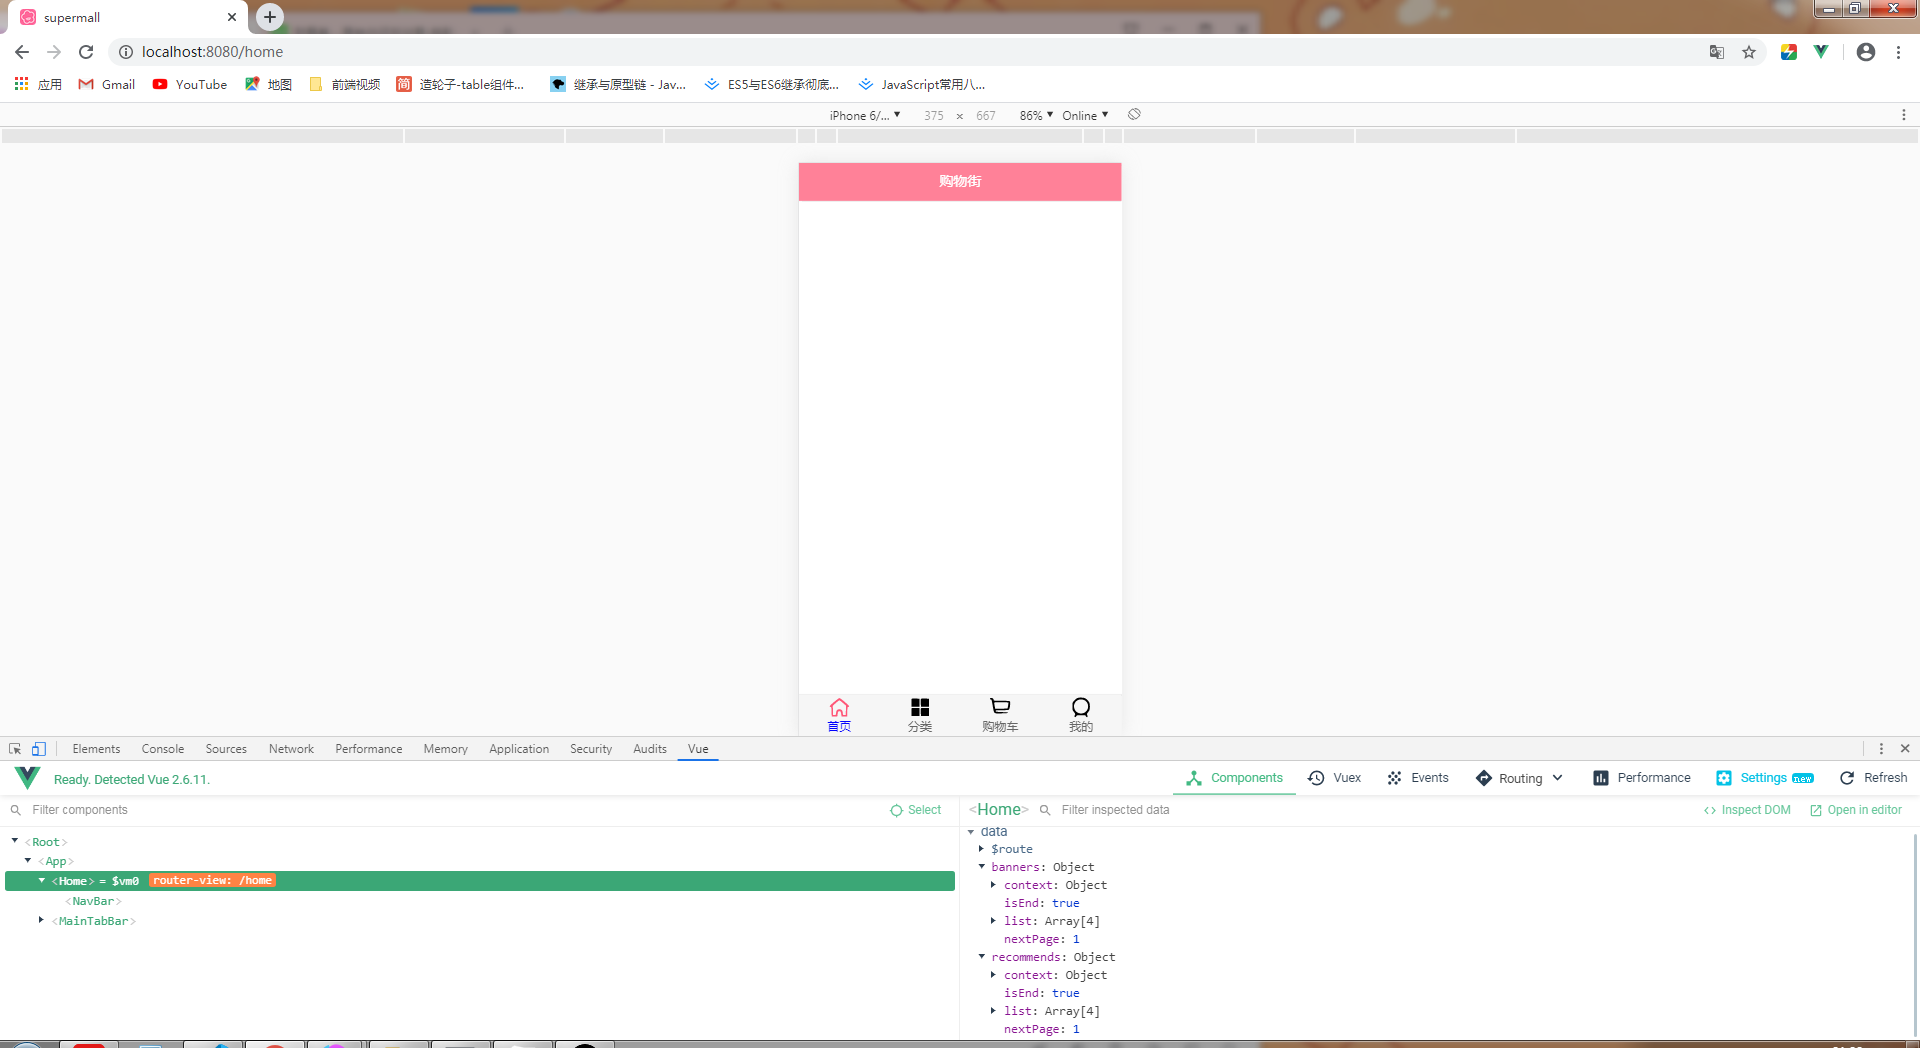 supermall
localhost:8080/home
应用 Gmail YouTube 地图 前端视频 简 造轮子-table组件... 继承与原型链 - Jav... ES5与ES6继承彻底... JavaScript常用八...
iPhone 6/... ▼ 375 × 667 86% ▼ Online ▼
购物街
首页 分类 购物车 我的
Elements Console Sources Network Performance Memory Application Security Audits Vue
Ready. Detected Vue 2.6.11. Components Vuex Events Routing Performance Settings new Refresh
Filter components Select <Home> Filter inspected data <> Inspect DOM Open in editor
<Root>
<App>
<Home> = $vm0 router-view: /home
<NavBar>
<MainTabBar>
data
$route
banners: Object
context: Object
isEnd: true
list: Array[4]
nextPage: 1
recommends: Object
context: Object
isEnd: true
list: Array[4]
nextPage: 1